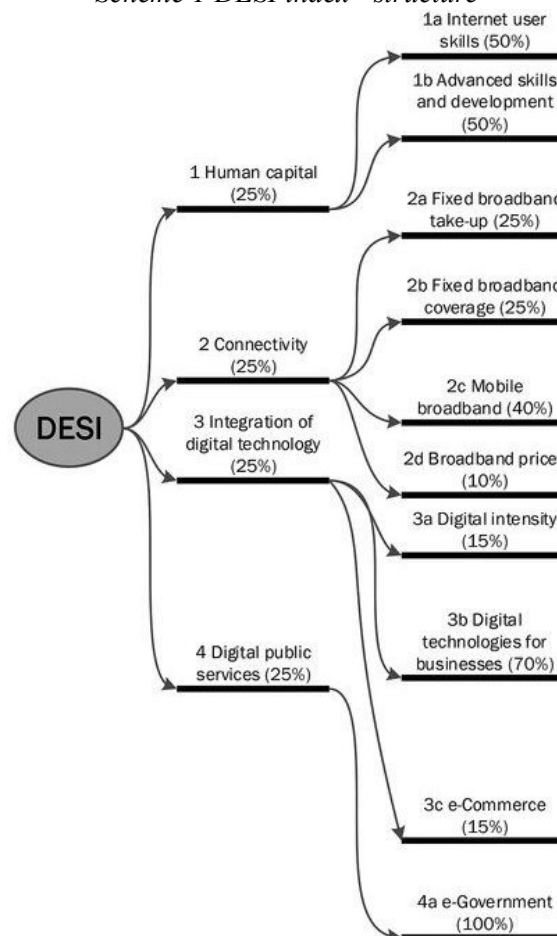 Scheme 1 DESI index - structure
1a Internet user
skills (50%)
1b Advanced skills
and development
(50%)
1 Human capital
(25%)
2a Fixed broadband
take-up (25%)
2b Fixed broadband
coverage (25%)
2 Connectivity
(25%)
2c Mobile
broadband (40%)
DESI
3 Integration of
digital technology
(25%)
2d Broadband price
(10%)
3a Digital intensity
(15%)
3b Digital
technologies for
businesses (70%)
4 Digital public
services (25%)
3c e-Commerce
(15%)
4a e-Government
(100%)